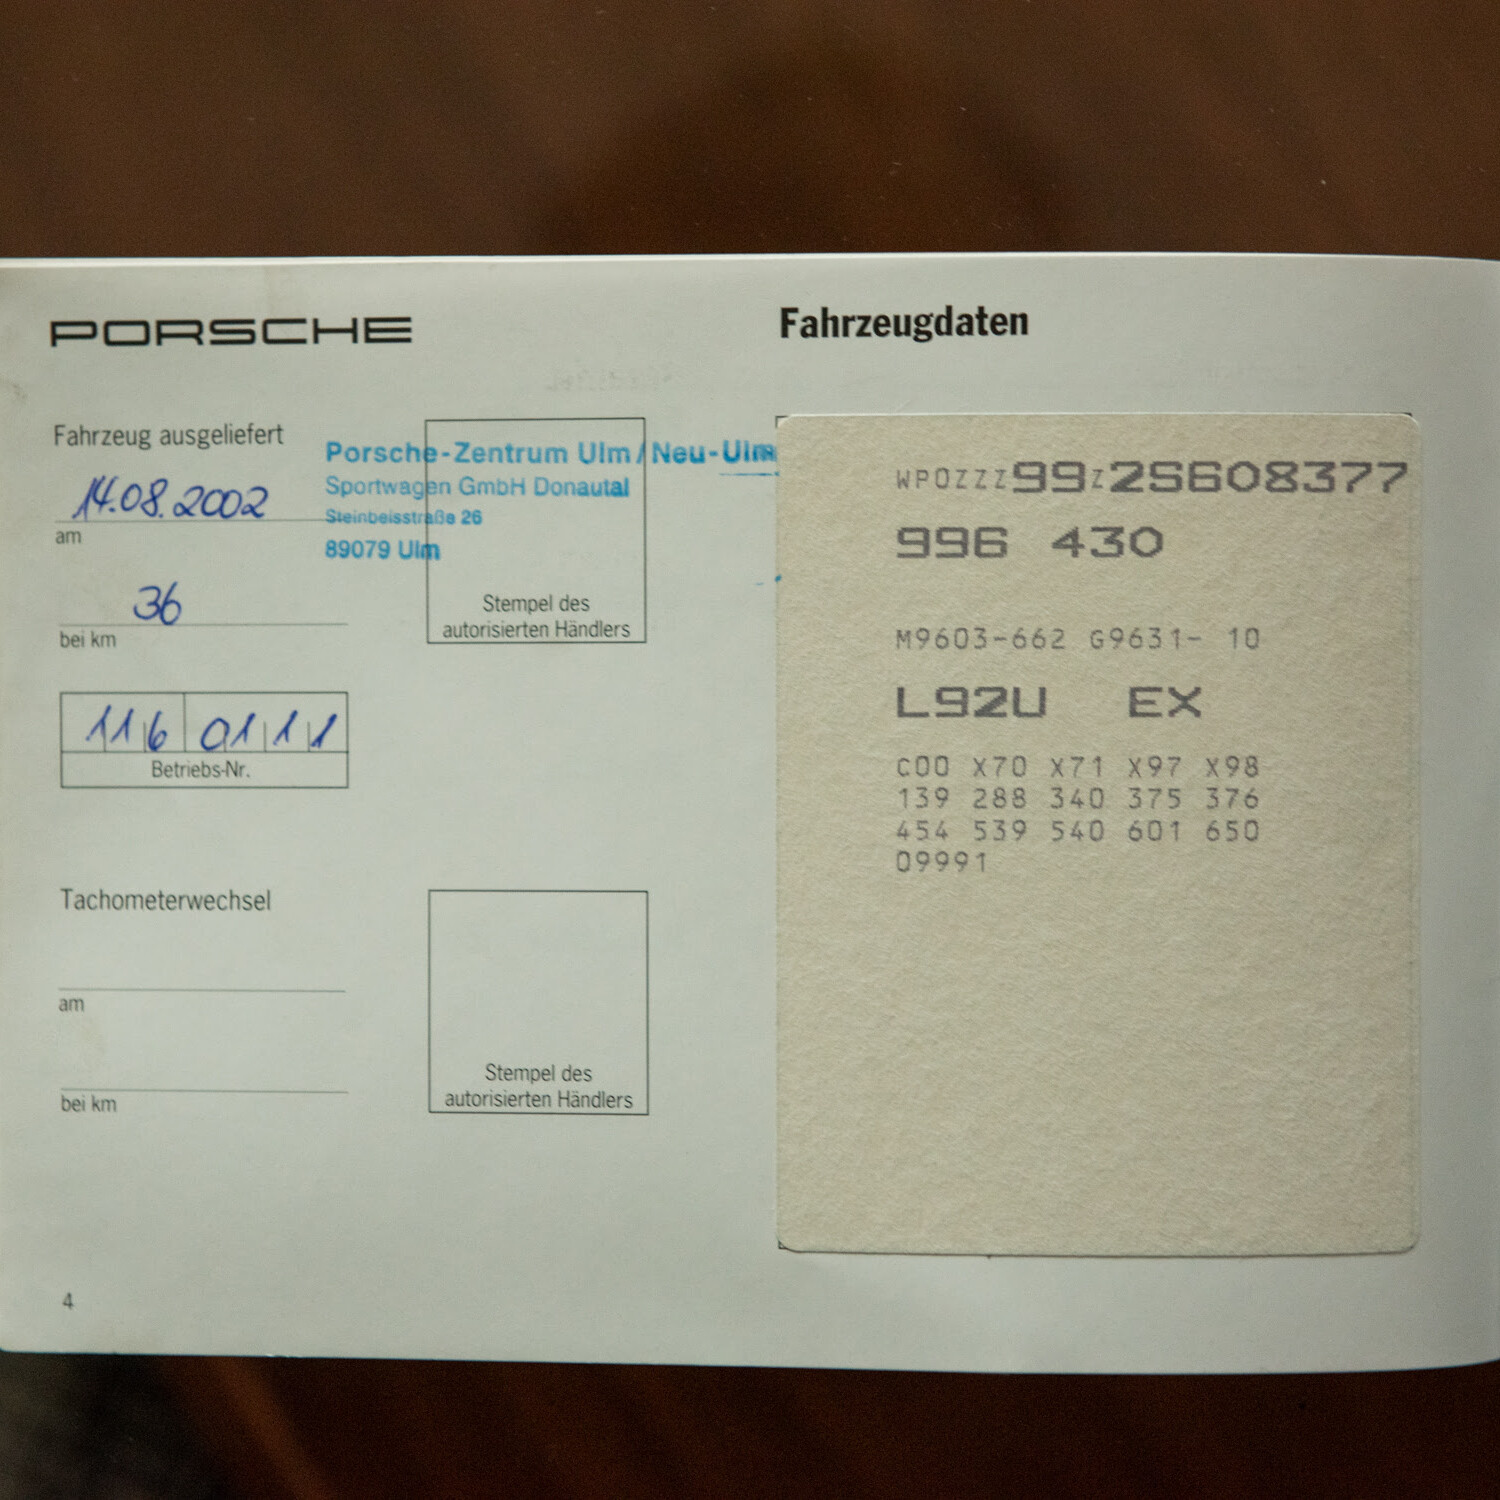 PORSCHE
Fahrzeug ausgeliefert
14.08.2002
am
36
bei km
116 0111
Betriebs-Nr.
Porsche-Zentrum Ulm/Neu-Ulm
Sportwagen GmbH Donautal
Steinbeisstraße 26
89079 Ulm
Stempel des
autorisierten Händlers
Tachometerwechsel
am
bei km
Stempel des
autorisierten Händlers
4
Fahrzeugdaten
WP0ZZZ99Z2S608377
996 430
M9603-662 G9631- 10
L92U EX
C00 X70 X71 X97 X98
139 288 340 375 376
454 539 540 601 650
09991